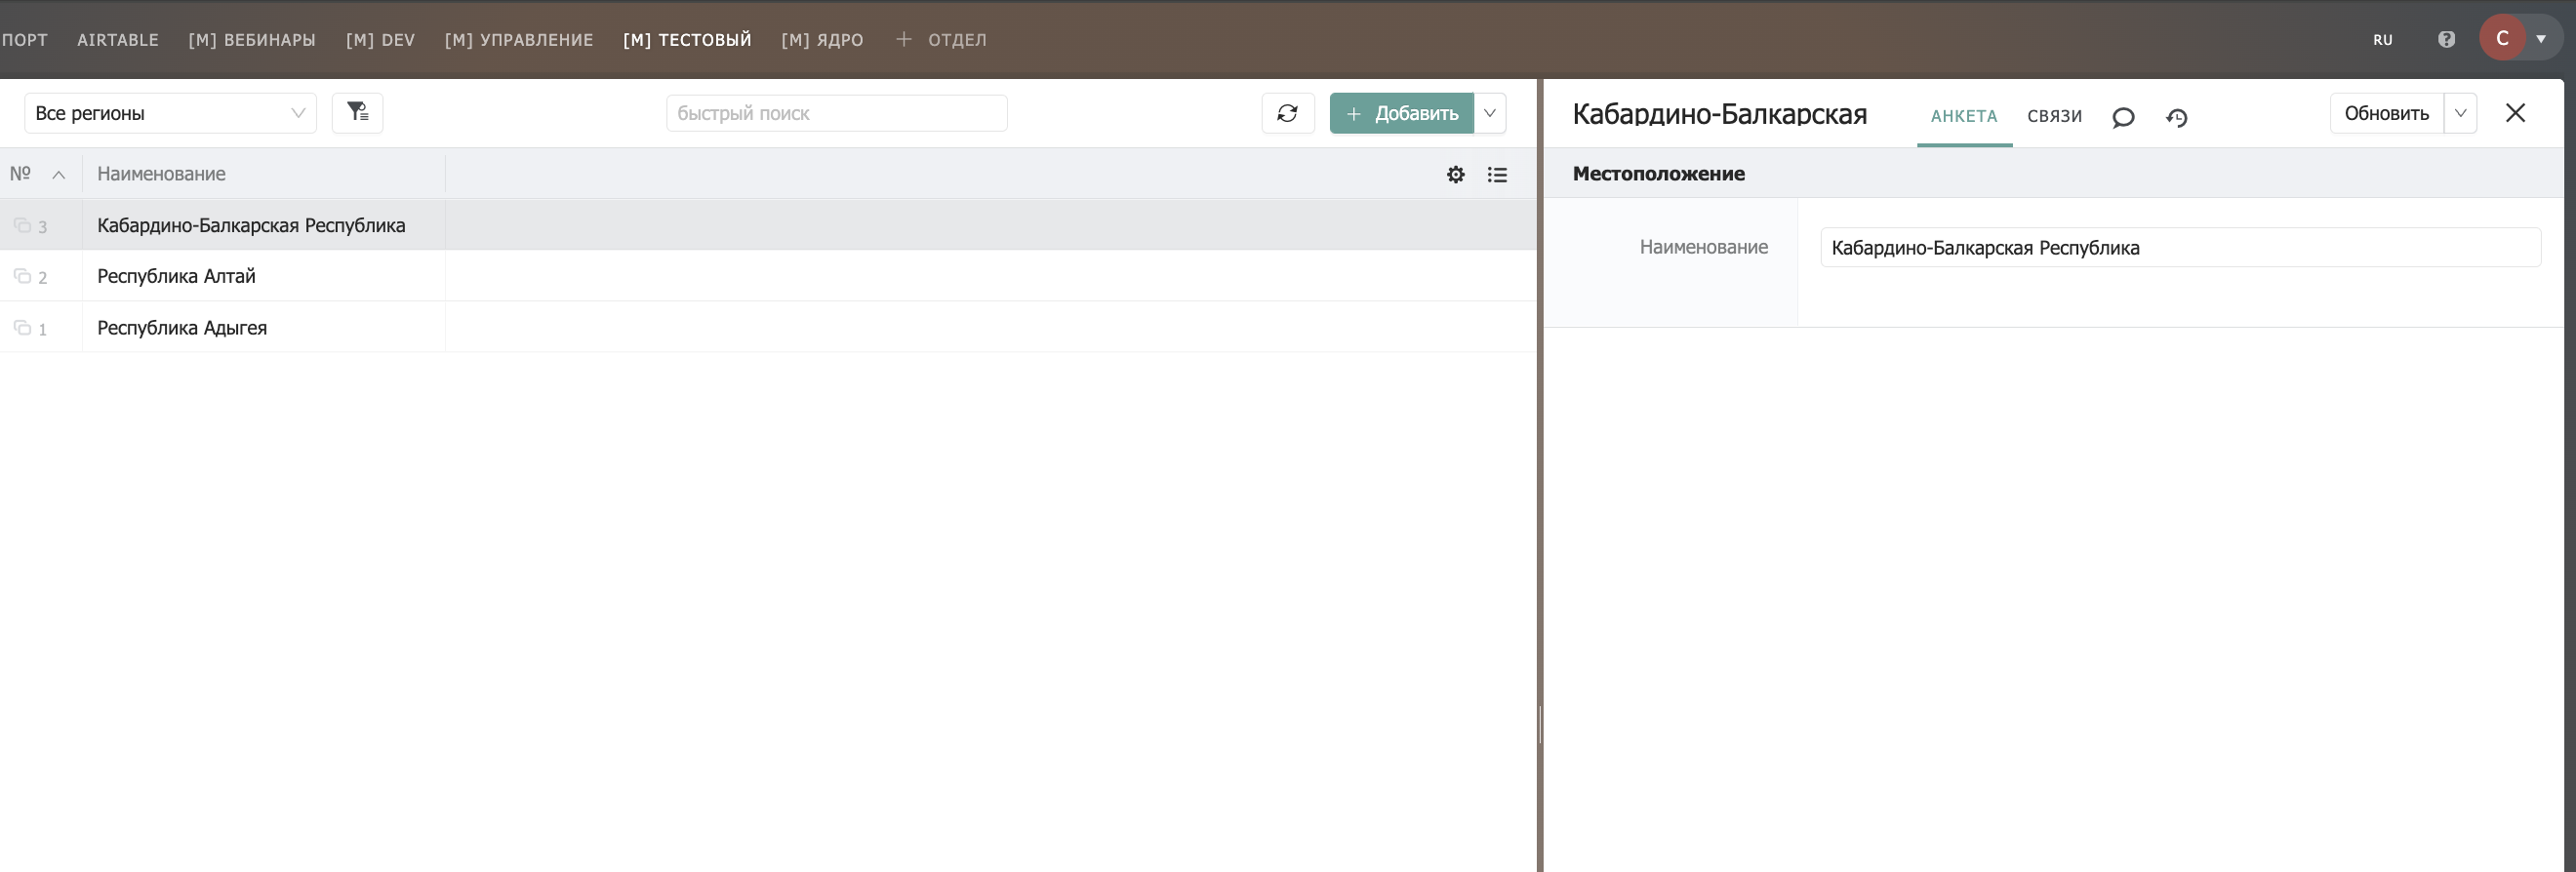 ПОРТ AIRTABLE [М] ВЕБИНАРЫ [М] DEV [М] УПРАВЛЕНИЕ [М] ТЕСТОВЫЙ [М] ЯДРО + ОТДЕЛ RU ? С
Все регионы быстрый поиск + Добавить
№ Наименование
3 Кабардино-Балкарская Республика
2 Республика Алтай
1 Республика Адыгея
Кабардино-Балкарская АНКЕТА СВЯЗИ Обновить
Местоположение
Наименование Кабардино-Балкарская Республика